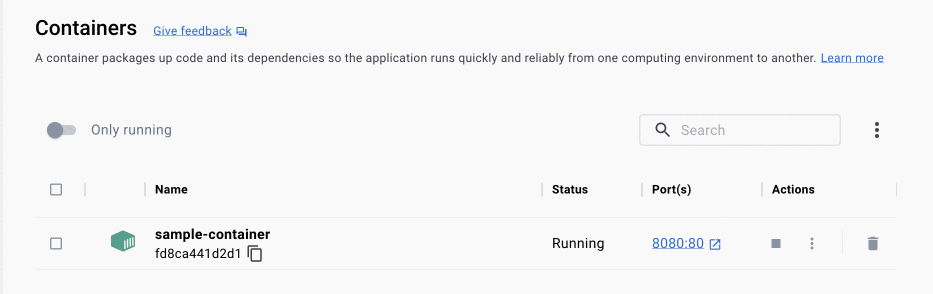 Containers Give feedback
A container packages up code and its dependencies so the application runs quickly and reliably from one computing environment to another. Learn more
Only running
Search
Name Status Port(s) Actions
sample-container
fd8ca441d2d1
Running 8080:80